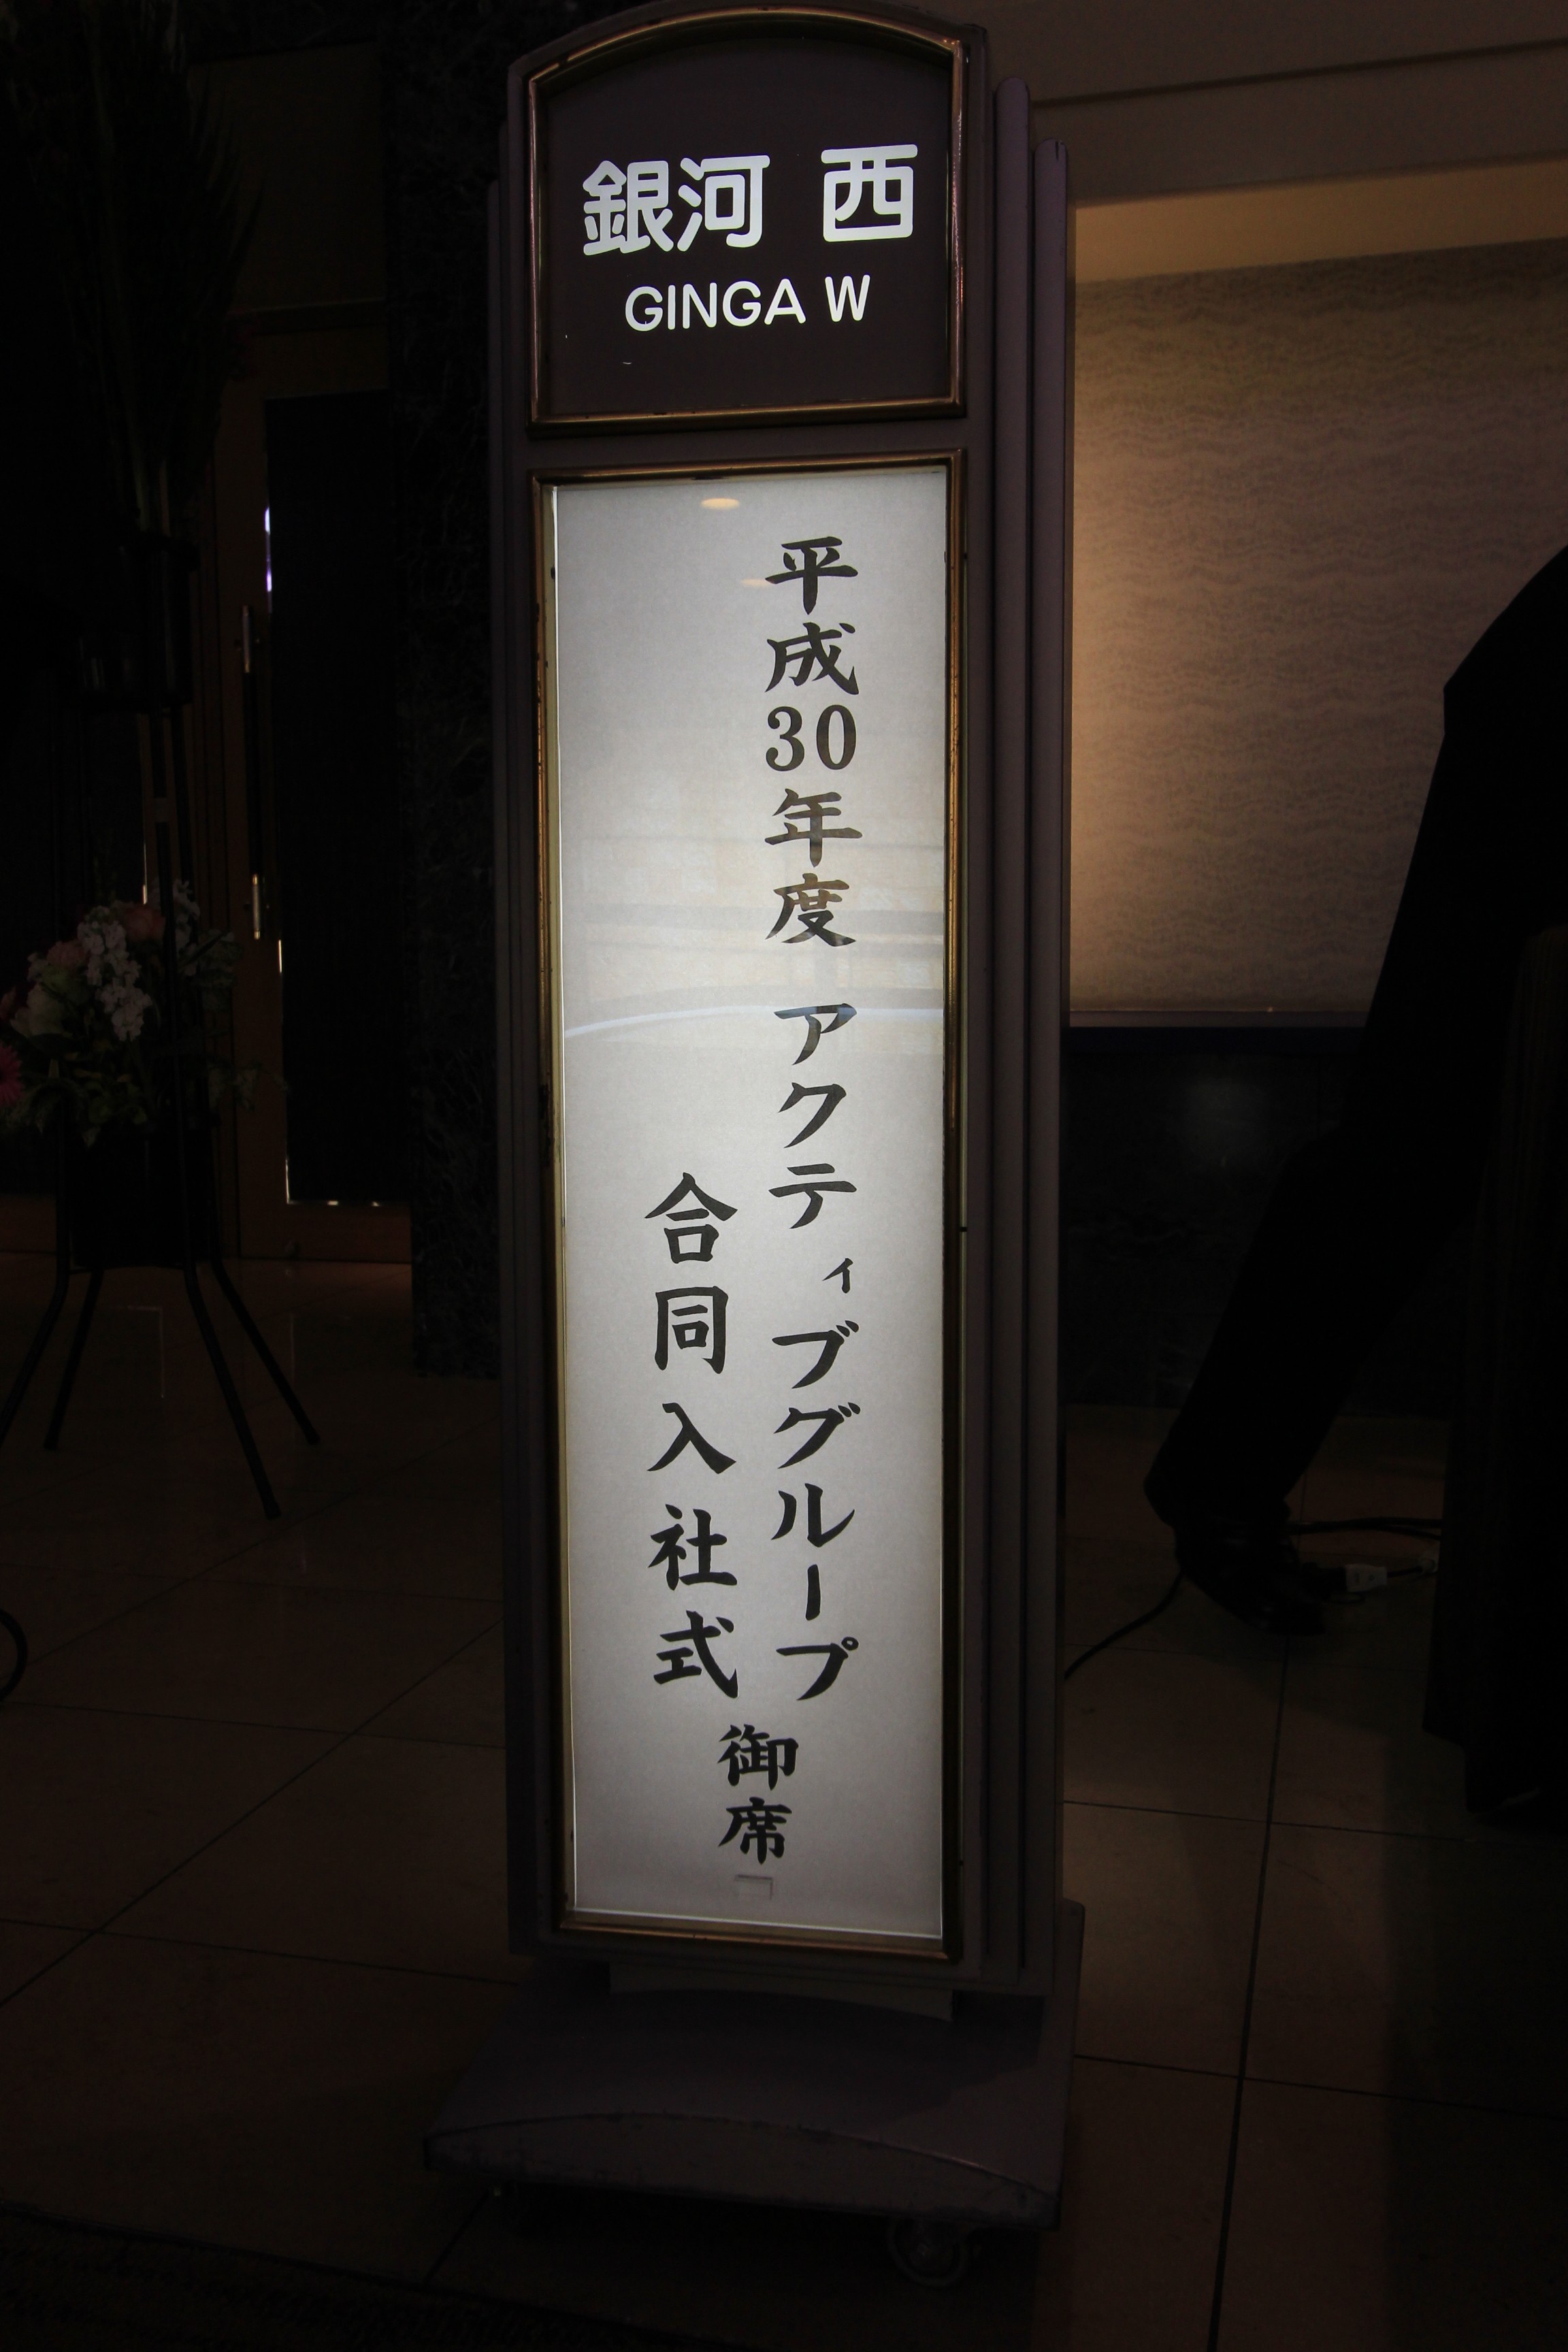 銀河 西
GINGA W
平成30年度 アクティブグループ
合同入社式
御席